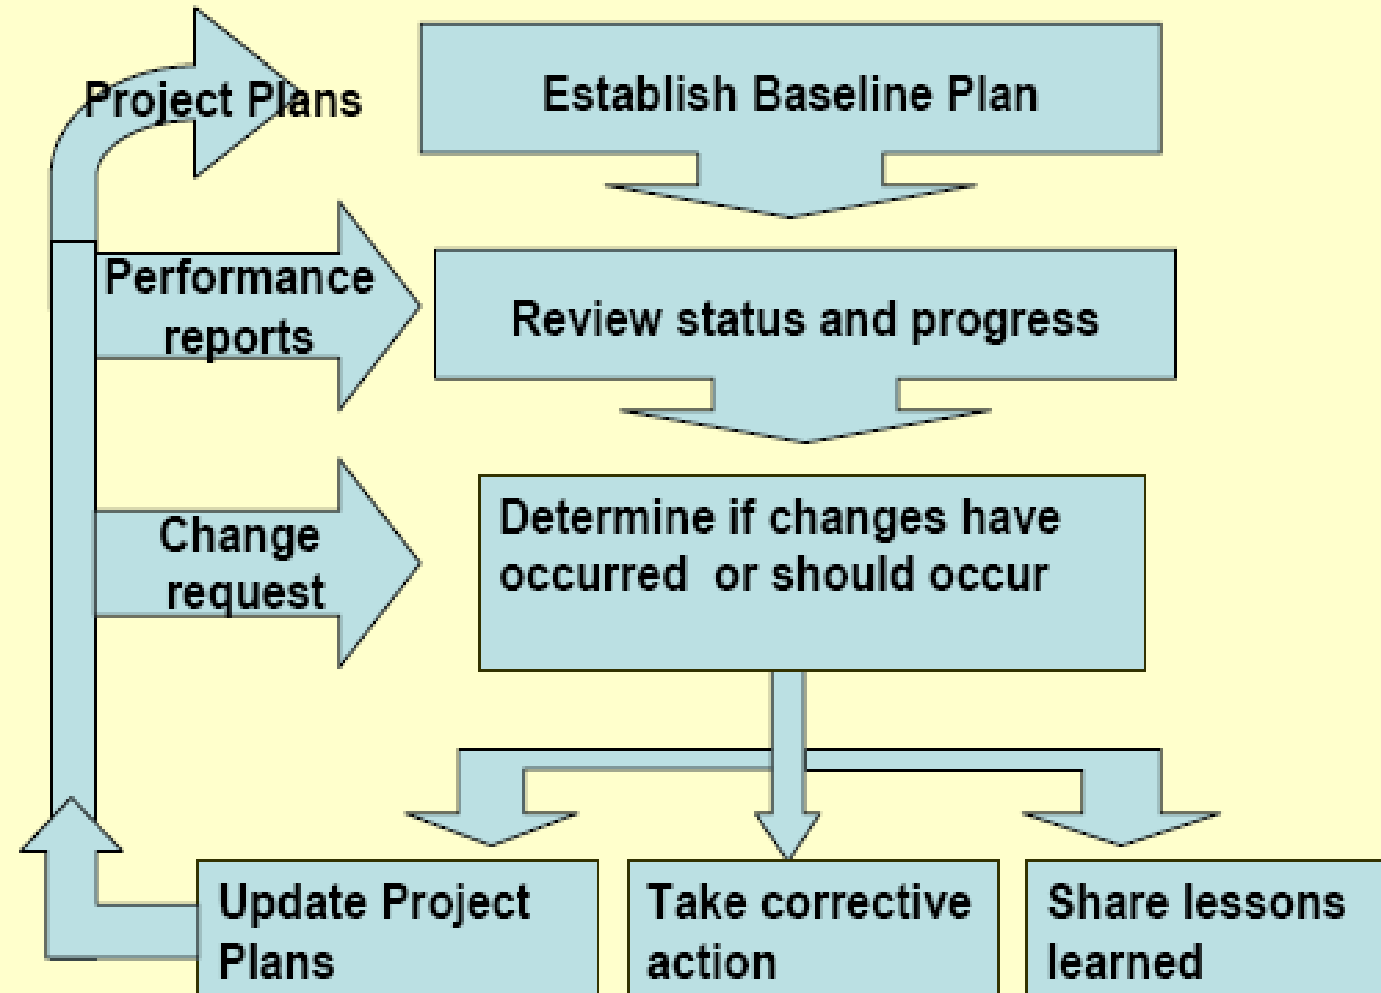 Project Plans
Establish Baseline Plan
Performance
reports
Review status and progress
Change
request
Determine if changes have
occurred or should occur
Update Project
Plans
Take corrective
action
Share lessons
learned